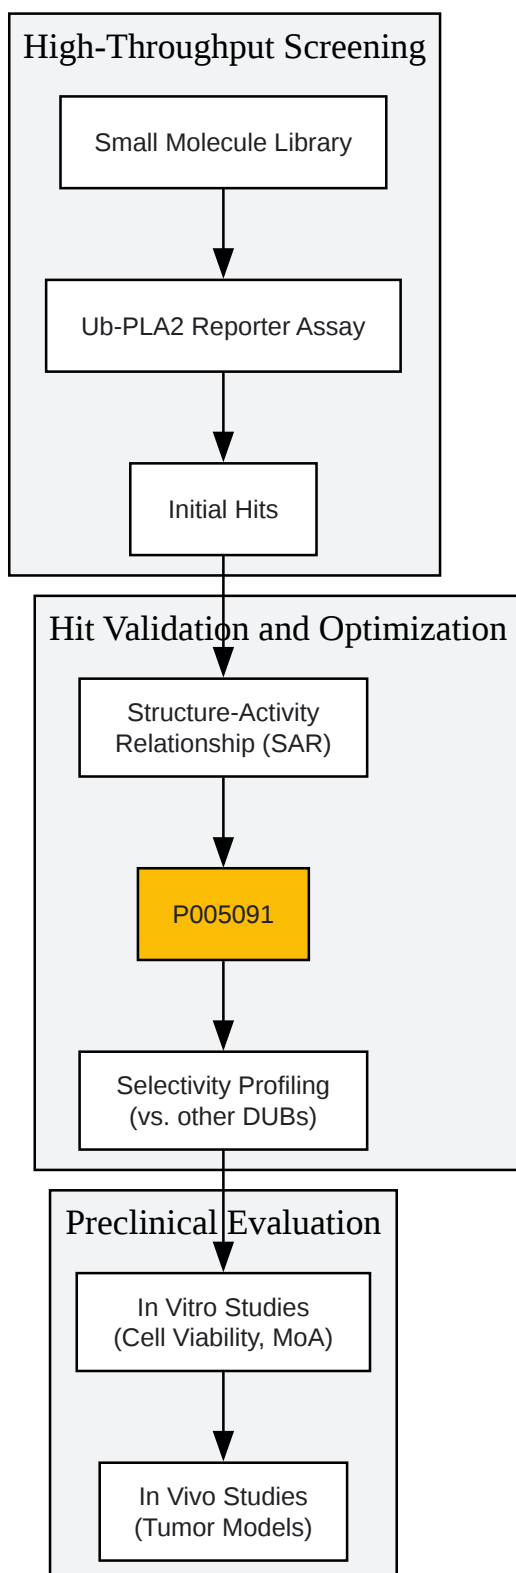 High-Throughput Screening
Small Molecule Library
Ub-PLA2 Reporter Assay
Initial Hits
Hit Validation and Optimization
Structure-Activity
Relationship (SAR)
P005091
Selectivity Profiling
(vs. other DUBs)
Preclinical Evaluation
In Vitro Studies
(Cell Viability, MoA)
In Vivo Studies
(Tumor Models)